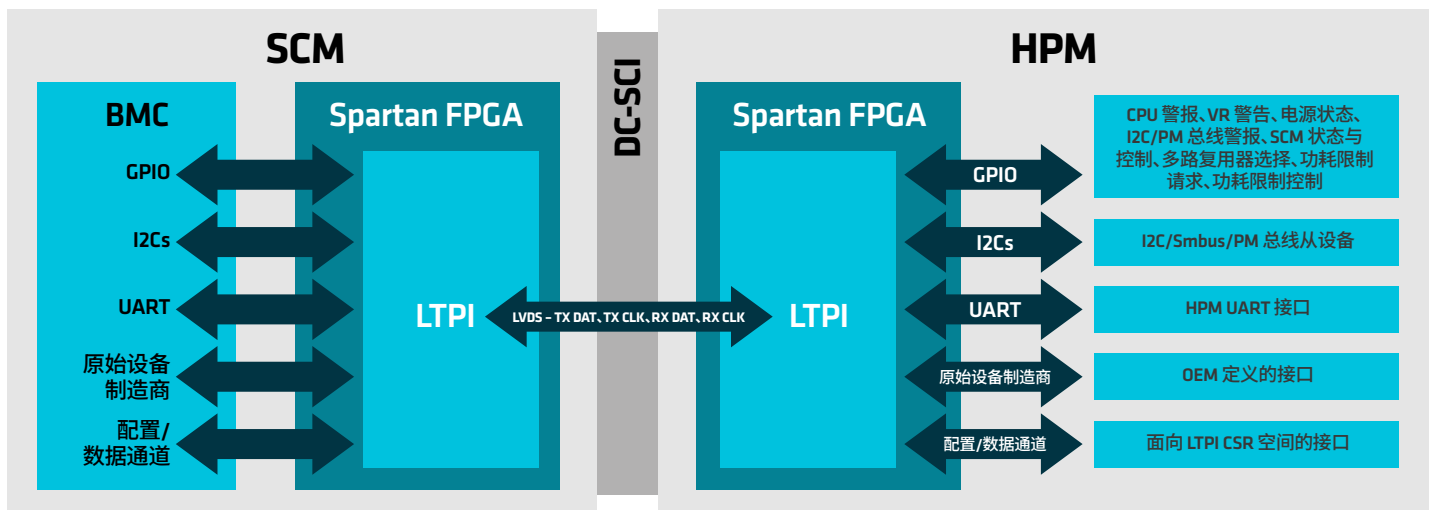 SCM
BMC
GPIO
I2Cs
UART
原始设备
制造商
配置/
数据通道
Spartan FPGA
LTPI
DC-SCI
LVDS – TX DAT、TX CLK、RX DAT、RX CLK
HPM
Spartan FPGA
LTPI
GPIO
I2Cs
UART
原始设备制造商
配置/数据通道
CPU 警报、VR 警告、电源状态、
I2C/PM 总线警报、SCM 状态与
控制、多路复用器选择、功耗限制
请求、功耗限制控制
I2C/Smbus/PM 总线从设备
HPM UART 接口
OEM 定义的接口
面向 LTPI CSR 空间的接口